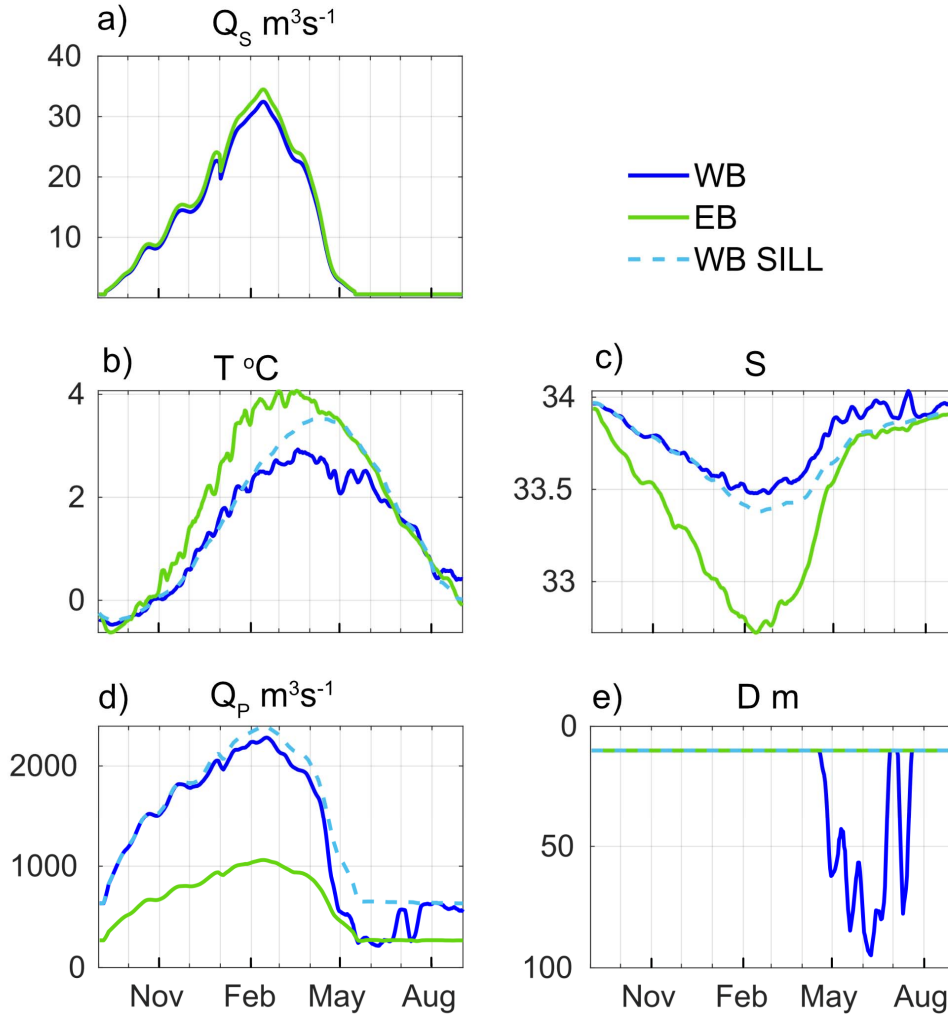 a) Q_S m³s⁻¹
40
30
20
10
WB
EB
WB SILL
b) T ᵒC
4
2
0
c) S
34
33.5
33
d) Q_P m³s⁻¹
2000
1000
0
Nov Feb May Aug
e) D m
0
50
100
Nov Feb May Aug